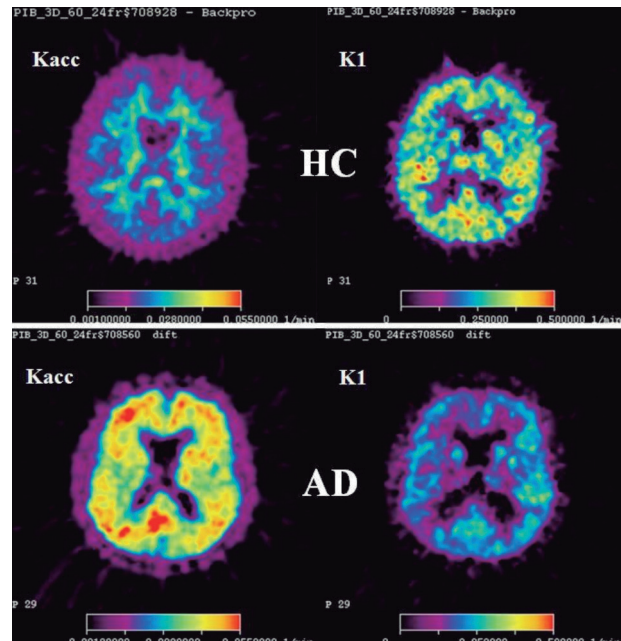 PIB_3D_60_24fr$708928 - Backpro
PIB_3D_60_24fr$708928 - Backpro
Kacc
K1
HC
P 31
P 31
0.00100000 0.0280000 0.0550000 1/min
0 0.250000 0.500000 1/min
PIB_3D_60_24fr$708560 dift
PIB_3D_60_24fr$708560 dift
Kacc
K1
AD
P 29
P 29